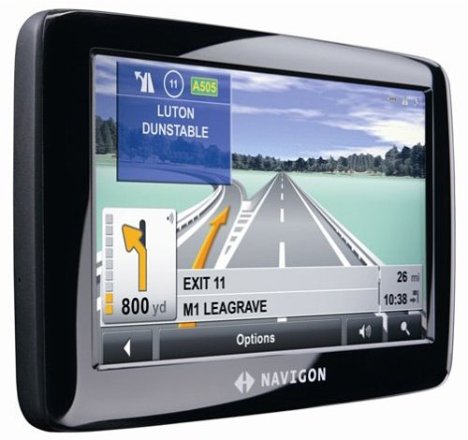 11 A505
LUTON
DUNSTABLE
EXIT 11
26 mi
800 yd
M1 LEAGRAVE
10:38
Options
NAVIGON